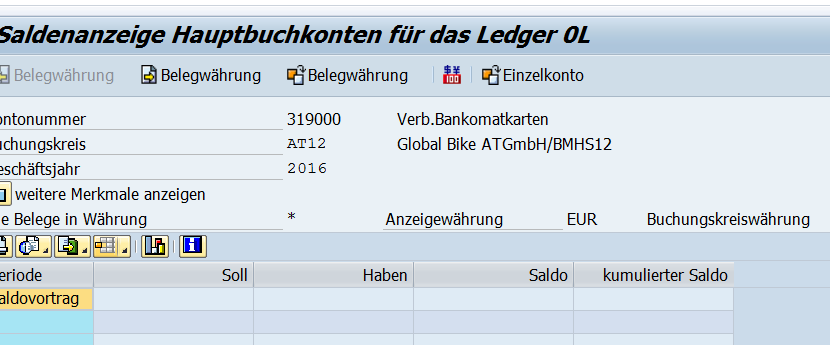 Saldenanzeige Hauptbuchkonten für das Ledger 0L
Belegwährung Belegwährung Belegwährung $¥ 100 Einzelkonto
ontonummer 319000 Verb.Bankomatkarten
uchungskreis AT12 Global Bike ATGmbH/BMHS12
eschäftsjahr 2016
weitere Merkmale anzeigen
e Belege in Währung * Anzeigewährung EUR Buchungskreiswährung
eriode Soll Haben Saldo kumulierter Saldo
aldovortrag